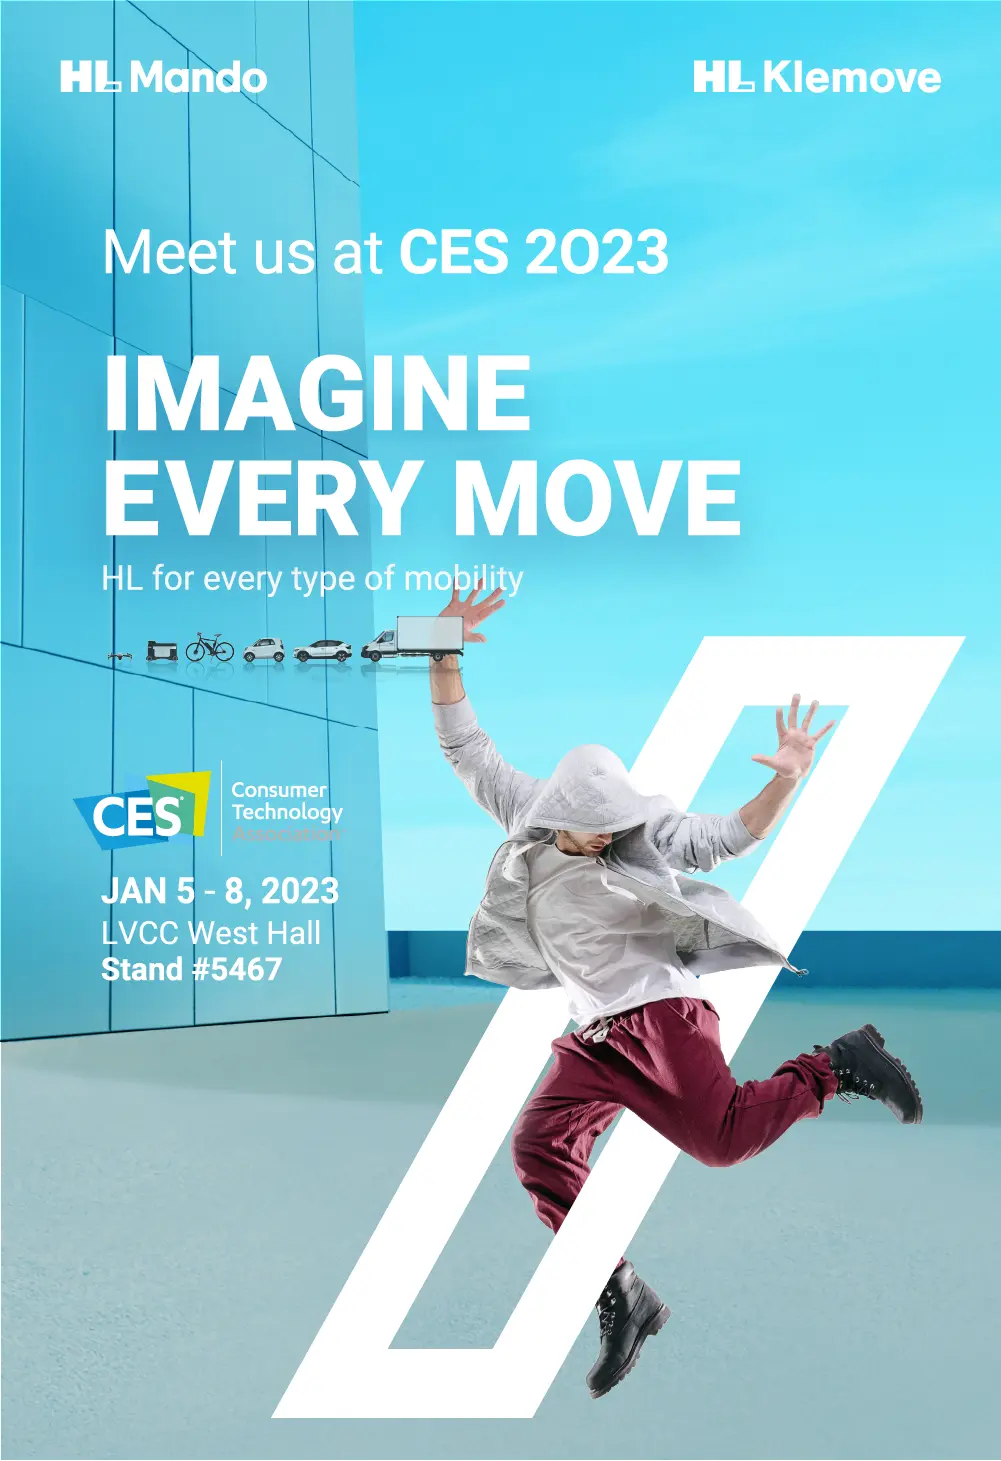 HL Mando
HL Klemove
Meet us at CES 2023
IMAGINE
EVERY MOVE
HL for every type of mobility
CES
Consumer
Technology
Association
JAN 5 - 8, 2023
LVCC West Hall
Stand #5467